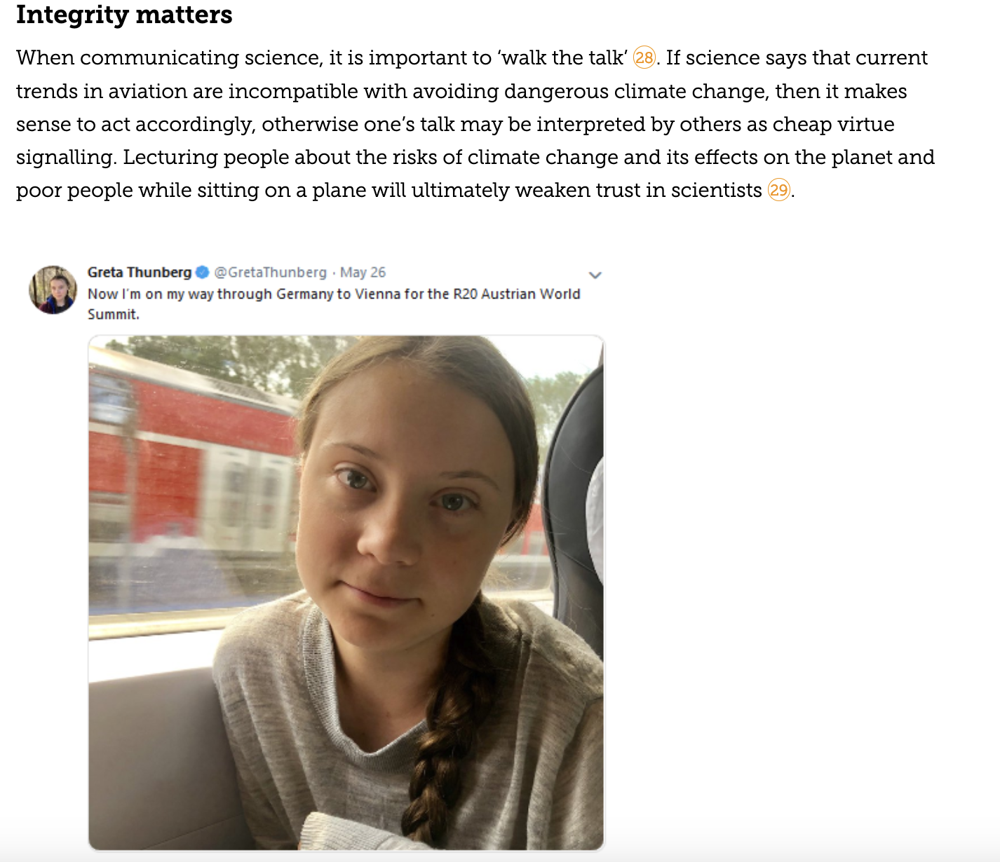 Integrity matters
When communicating science, it is important to ‘walk the talk’ 28. If science says that current
trends in aviation are incompatible with avoiding dangerous climate change, then it makes
sense to act accordingly, otherwise one’s talk may be interpreted by others as cheap virtue
signalling. Lecturing people about the risks of climate change and its effects on the planet and
poor people while sitting on a plane will ultimately weaken trust in scientists 29.
Greta Thunberg @GretaThunberg · May 26
Now I'm on my way through Germany to Vienna for the R20 Austrian World
Summit.